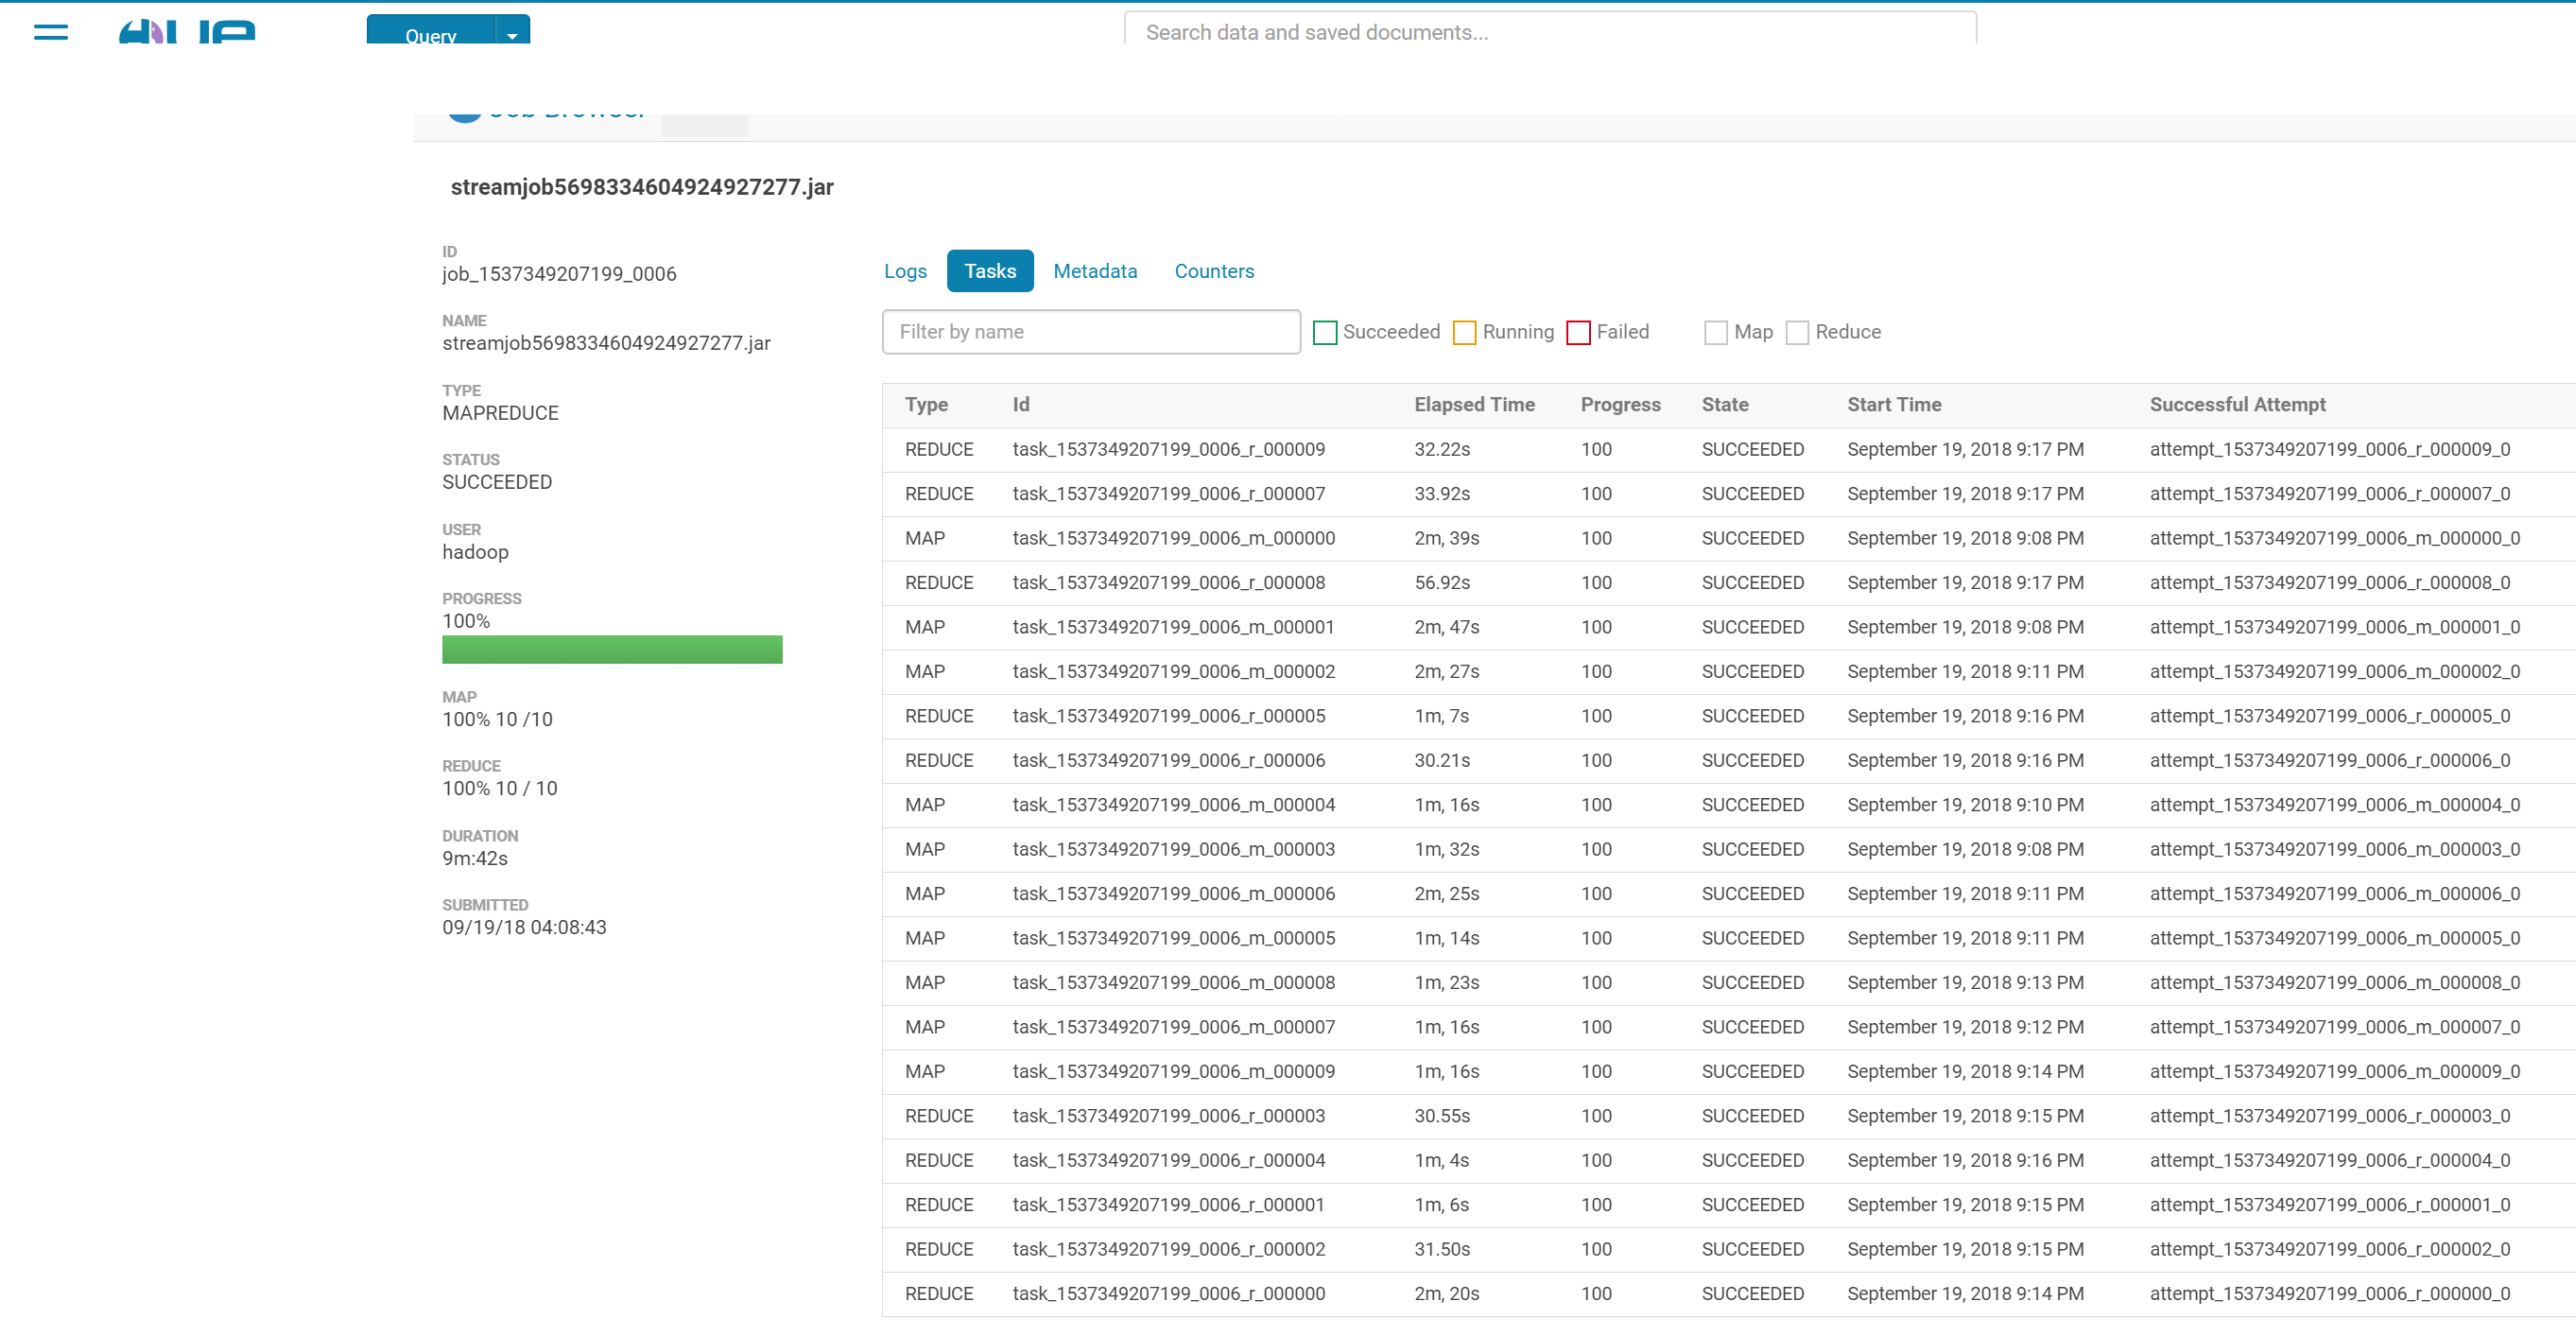 Query
Search data and saved documents...
Job Browser
streamjob5698334604924927277.jar
ID
job_1537349207199_0006
NAME
streamjob5698334604924927277.jar
TYPE
MAPREDUCE
STATUS
SUCCEEDED
USER
hadoop
PROGRESS
100%
MAP
100% 10 /10
REDUCE
100% 10 / 10
DURATION
9m:42s
SUBMITTED
09/19/18 04:08:43
Logs Tasks Metadata Counters
Filter by name Succeeded Running Failed Map Reduce
Type Id Elapsed Time Progress State Start Time Successful Attempt
REDUCE task_1537349207199_0006_r_000009 32.22s 100 SUCCEEDED September 19, 2018 9:17 PM attempt_1537349207199_0006_r_000009_0
REDUCE task_1537349207199_0006_r_000007 33.92s 100 SUCCEEDED September 19, 2018 9:17 PM attempt_1537349207199_0006_r_000007_0
MAP task_1537349207199_0006_m_000000 2m, 39s 100 SUCCEEDED September 19, 2018 9:08 PM attempt_1537349207199_0006_m_000000_0
REDUCE task_1537349207199_0006_r_000008 56.92s 100 SUCCEEDED September 19, 2018 9:17 PM attempt_1537349207199_0006_r_000008_0
MAP task_1537349207199_0006_m_000001 2m, 47s 100 SUCCEEDED September 19, 2018 9:08 PM attempt_1537349207199_0006_m_000001_0
MAP task_1537349207199_0006_m_000002 2m, 27s 100 SUCCEEDED September 19, 2018 9:11 PM attempt_1537349207199_0006_m_000002_0
REDUCE task_1537349207199_0006_r_000005 1m, 7s 100 SUCCEEDED September 19, 2018 9:16 PM attempt_1537349207199_0006_r_000005_0
REDUCE task_1537349207199_0006_r_000006 30.21s 100 SUCCEEDED September 19, 2018 9:16 PM attempt_1537349207199_0006_r_000006_0
MAP task_1537349207199_0006_m_000004 1m, 16s 100 SUCCEEDED September 19, 2018 9:10 PM attempt_1537349207199_0006_m_000004_0
MAP task_1537349207199_0006_m_000003 1m, 32s 100 SUCCEEDED September 19, 2018 9:08 PM attempt_1537349207199_0006_m_000003_0
MAP task_1537349207199_0006_m_000006 2m, 25s 100 SUCCEEDED September 19, 2018 9:11 PM attempt_1537349207199_0006_m_000006_0
MAP task_1537349207199_0006_m_000005 1m, 14s 100 SUCCEEDED September 19, 2018 9:11 PM attempt_1537349207199_0006_m_000005_0
MAP task_1537349207199_0006_m_000008 1m, 23s 100 SUCCEEDED September 19, 2018 9:13 PM attempt_1537349207199_0006_m_000008_0
MAP task_1537349207199_0006_m_000007 1m, 16s 100 SUCCEEDED September 19, 2018 9:12 PM attempt_1537349207199_0006_m_000007_0
MAP task_1537349207199_0006_m_000009 1m, 16s 100 SUCCEEDED September 19, 2018 9:14 PM attempt_1537349207199_0006_m_000009_0
REDUCE task_1537349207199_0006_r_000003 30.55s 100 SUCCEEDED September 19, 2018 9:15 PM attempt_1537349207199_0006_r_000003_0
REDUCE task_1537349207199_0006_r_000004 1m, 4s 100 SUCCEEDED September 19, 2018 9:16 PM attempt_1537349207199_0006_r_000004_0
REDUCE task_1537349207199_0006_r_000001 1m, 6s 100 SUCCEEDED September 19, 2018 9:15 PM attempt_1537349207199_0006_r_000001_0
REDUCE task_1537349207199_0006_r_000002 31.50s 100 SUCCEEDED September 19, 2018 9:15 PM attempt_1537349207199_0006_r_000002_0
REDUCE task_1537349207199_0006_r_000000 2m, 20s 100 SUCCEEDED September 19, 2018 9:14 PM attempt_1537349207199_0006_r_000000_0